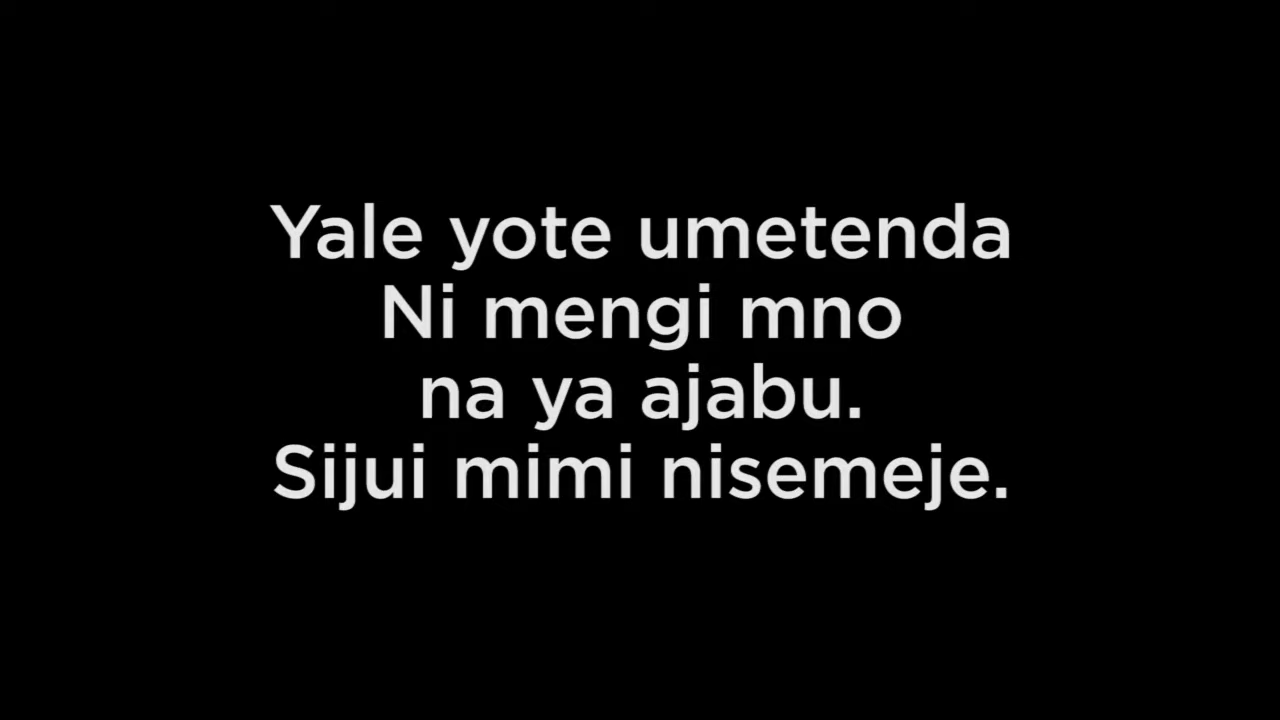 Yale yote umetenda
Ni mengi mno
na ya ajabu.
Sijui mimi nisemeje.